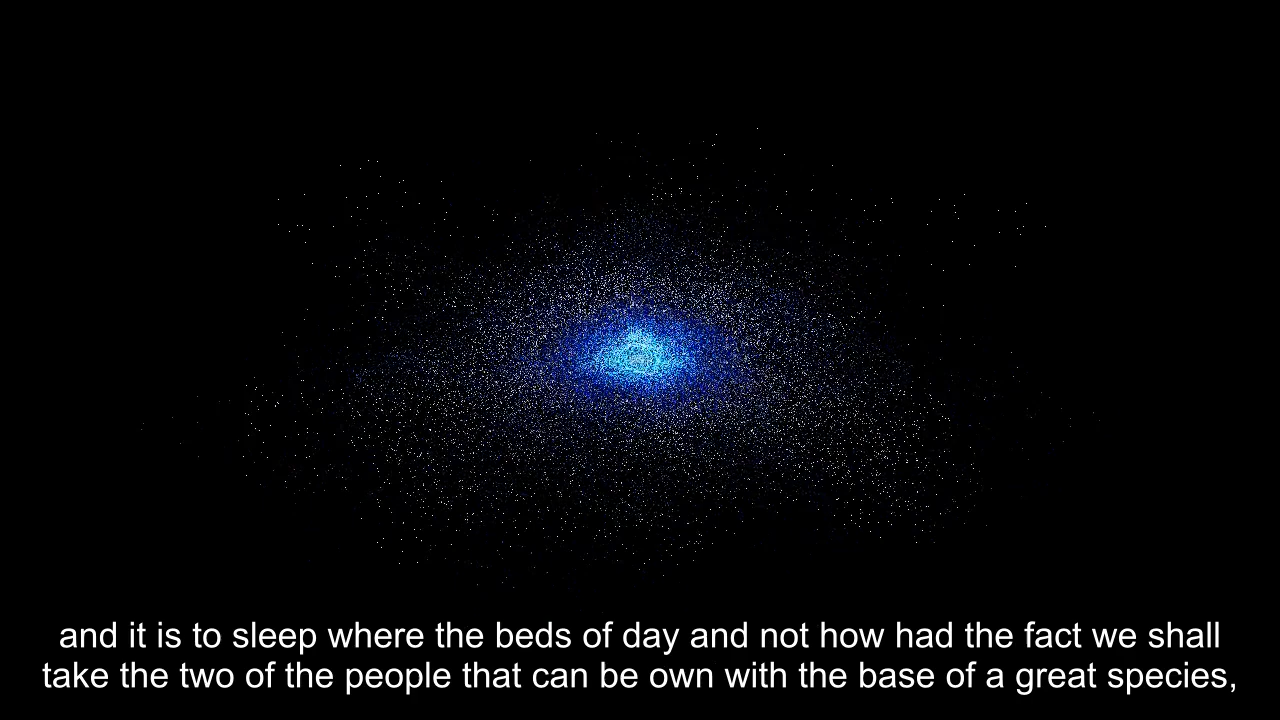 and it is to sleep where the beds of day and not how had the fact we shall
take the two of the people that can be own with the base of a great species,